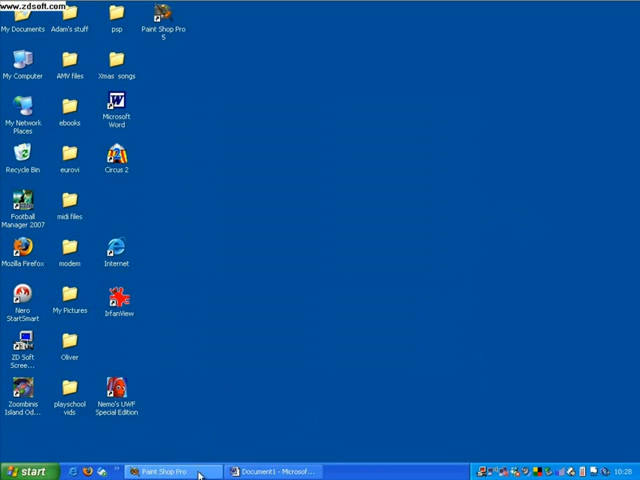 www.zdsoft.com
My Documents
Adam's stuff
psp
Paint Shop Pro
5
My Computer
AMV files
Xmas songs
My Network
Places
ebooks
Microsoft
Word
Recycle Bin
eurovi
Circus 2
Football
Manager 2007
midi files
Mozilla Firefox
modem
Internet
Nero
StartSmart
My Pictures
IrfanView
ZD Soft
Scree...
Oliver
Zoombinis
Island Od...
playschool
vids
Nemo's UWF
Special Edition
start
Paint Shop Pro
Document1 - Microsof...
10:28